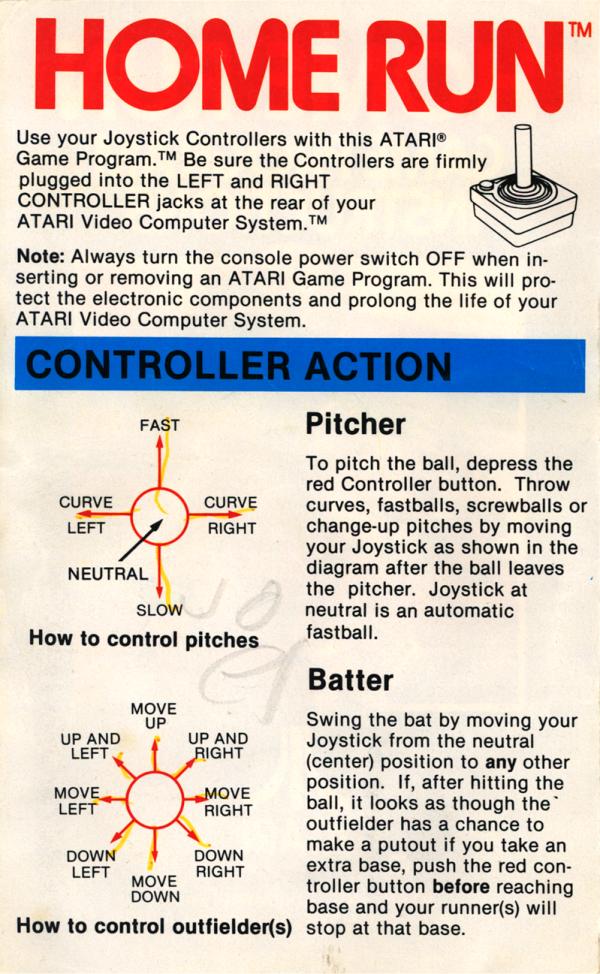 HOME RUN™
Use your Joystick Controllers with this ATARI®
Game Program.™ Be sure the Controllers are firmly
plugged into the LEFT and RIGHT
CONTROLLER jacks at the rear of your
ATARI Video Computer System.™
Note: Always turn the console power switch OFF when in-
serting or removing an ATARI Game Program. This will pro-
tect the electronic components and prolong the life of your
ATARI Video Computer System.
CONTROLLER ACTION
FAST
CURVE
LEFT
CURVE
RIGHT
NEUTRAL
SLOW
How to control pitches
Pitcher
To pitch the ball, depress the
red Controller button. Throw
curves, fastballs, screwballs or
change-up pitches by moving
your Joystick as shown in the
diagram after the ball leaves
the pitcher. Joystick at
neutral is an automatic
fastball.
MOVE
UP
UP AND
LEFT
UP AND
RIGHT
MOVE
LEFT
MOVE
RIGHT
DOWN
LEFT
DOWN
RIGHT
MOVE
DOWN
How to control outfielder(s)
Batter
Swing the bat by moving your
Joystick from the neutral
(center) position to any other
position. If, after hitting the
ball, it looks as though the
outfielder has a chance to
make a putout if you take an
extra base, push the red con-
troller button before reaching
base and your runner(s) will
stop at that base.